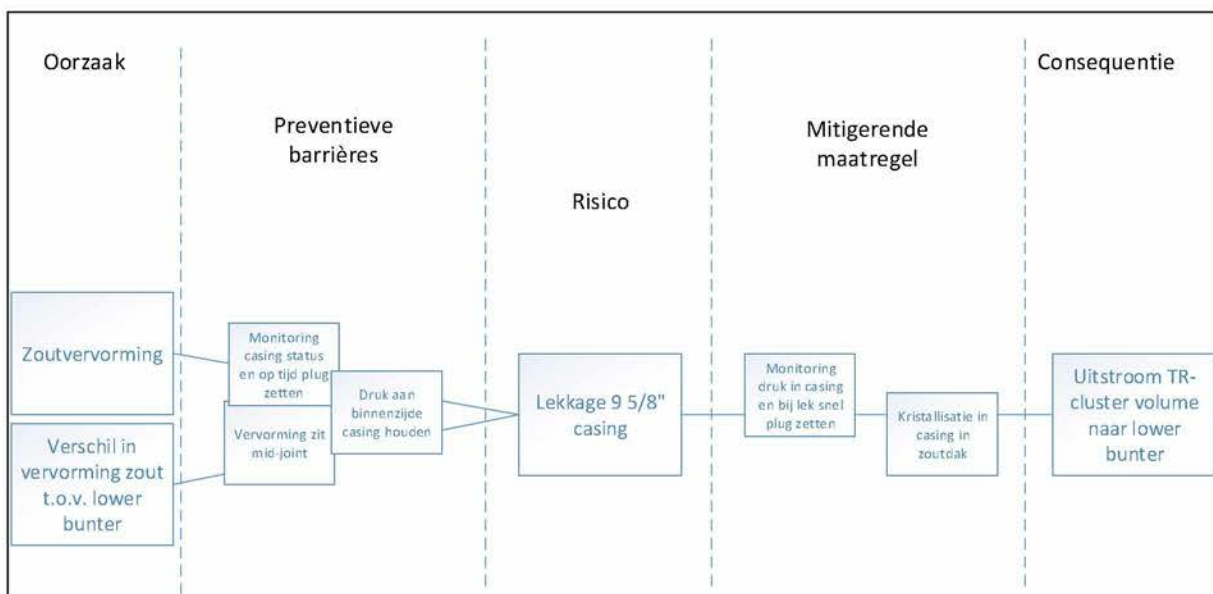 Oorzaak
Preventieve
barrières
Risico
Mitigerende
maatregel
Consequentie
Zoutvervorming
Verschil in
vervorming zout
t.o.v. lower
bunter
Monitoring
casing status
en op tijd plug
zetten
Vervorming zit
mid-joint
Druk aan
binnenzijde
casing houden
Lekkage 9 5/8"
casing
Monitoring
druk in casing
en bij lek snel
plug zetten
Kristallisatie in
casing in
zoutdak
Uitstroom TR-
cluster volume
naar lower
bunter